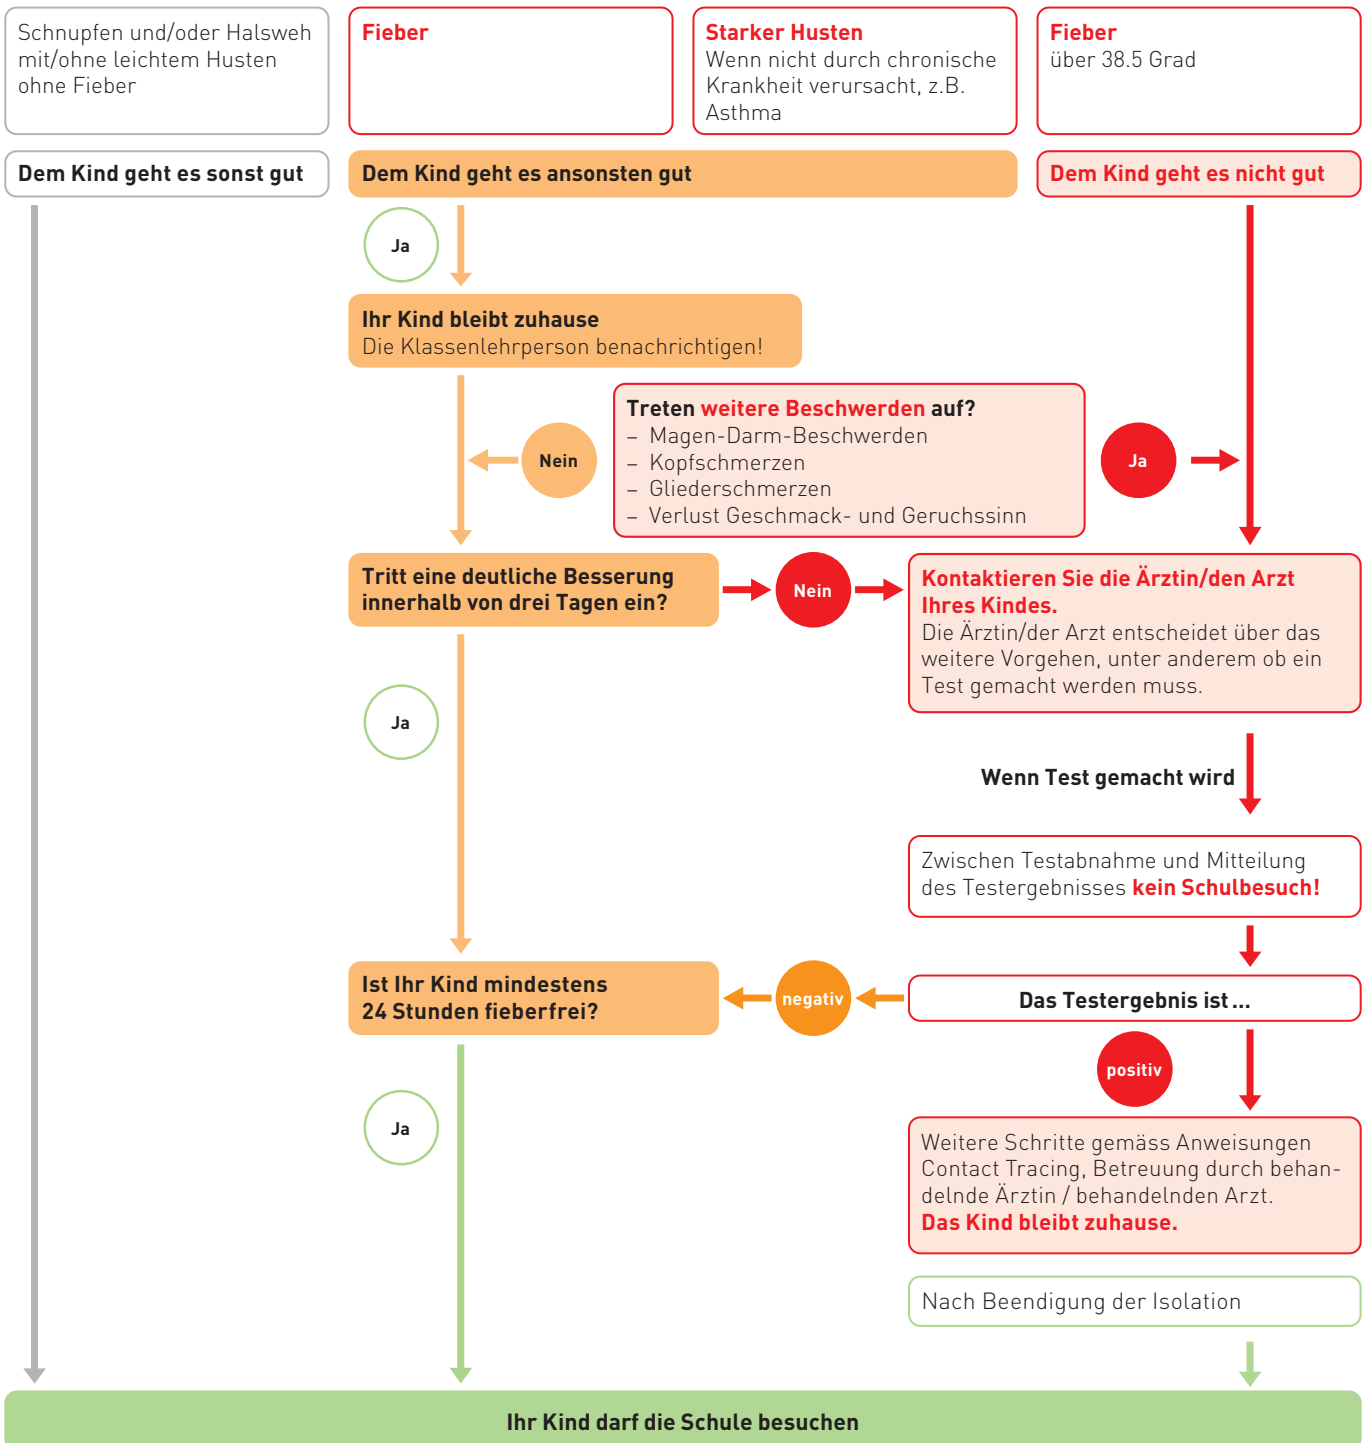 Schnupfen und/oder Halsweh
mit/ohne leichtem Husten
ohne Fieber
Fieber
Starker Husten
Wenn nicht durch chronische
Krankheit verursacht, z.B.
Asthma
Fieber
über 38.5 Grad
Dem Kind geht es sonst gut
Dem Kind geht es ansonsten gut
Dem Kind geht es nicht gut
Ja
Ihr Kind bleibt zuhause
Die Klassenlehrperson benachrichtigen!
Treten weitere Beschwerden auf?
– Magen-Darm-Beschwerden
– Kopfschmerzen
– Gliederschmerzen
– Verlust Geschmack- und Geruchssinn
Nein
Ja
Tritt eine deutliche Besserung
innerhalb von drei Tagen ein?
Nein
Kontaktieren Sie die Ärztin/den Arzt
Ihres Kindes.
Die Ärztin/der Arzt entscheidet über das
weitere Vorgehen, unter anderem ob ein
Test gemacht werden muss.
Ja
Wenn Test gemacht wird
Zwischen Testabnahme und Mitteilung
des Testergebnisses kein Schulbesuch!
Ist Ihr Kind mindestens
24 Stunden fieberfrei?
negativ
Das Testergebnis ist ...
positiv
Ja
Weitere Schritte gemäss Anweisungen
Contact Tracing, Betreuung durch behan-
delnde Ärztin / behandelnden Arzt.
Das Kind bleibt zuhause.
Nach Beendigung der Isolation
Ihr Kind darf die Schule besuchen